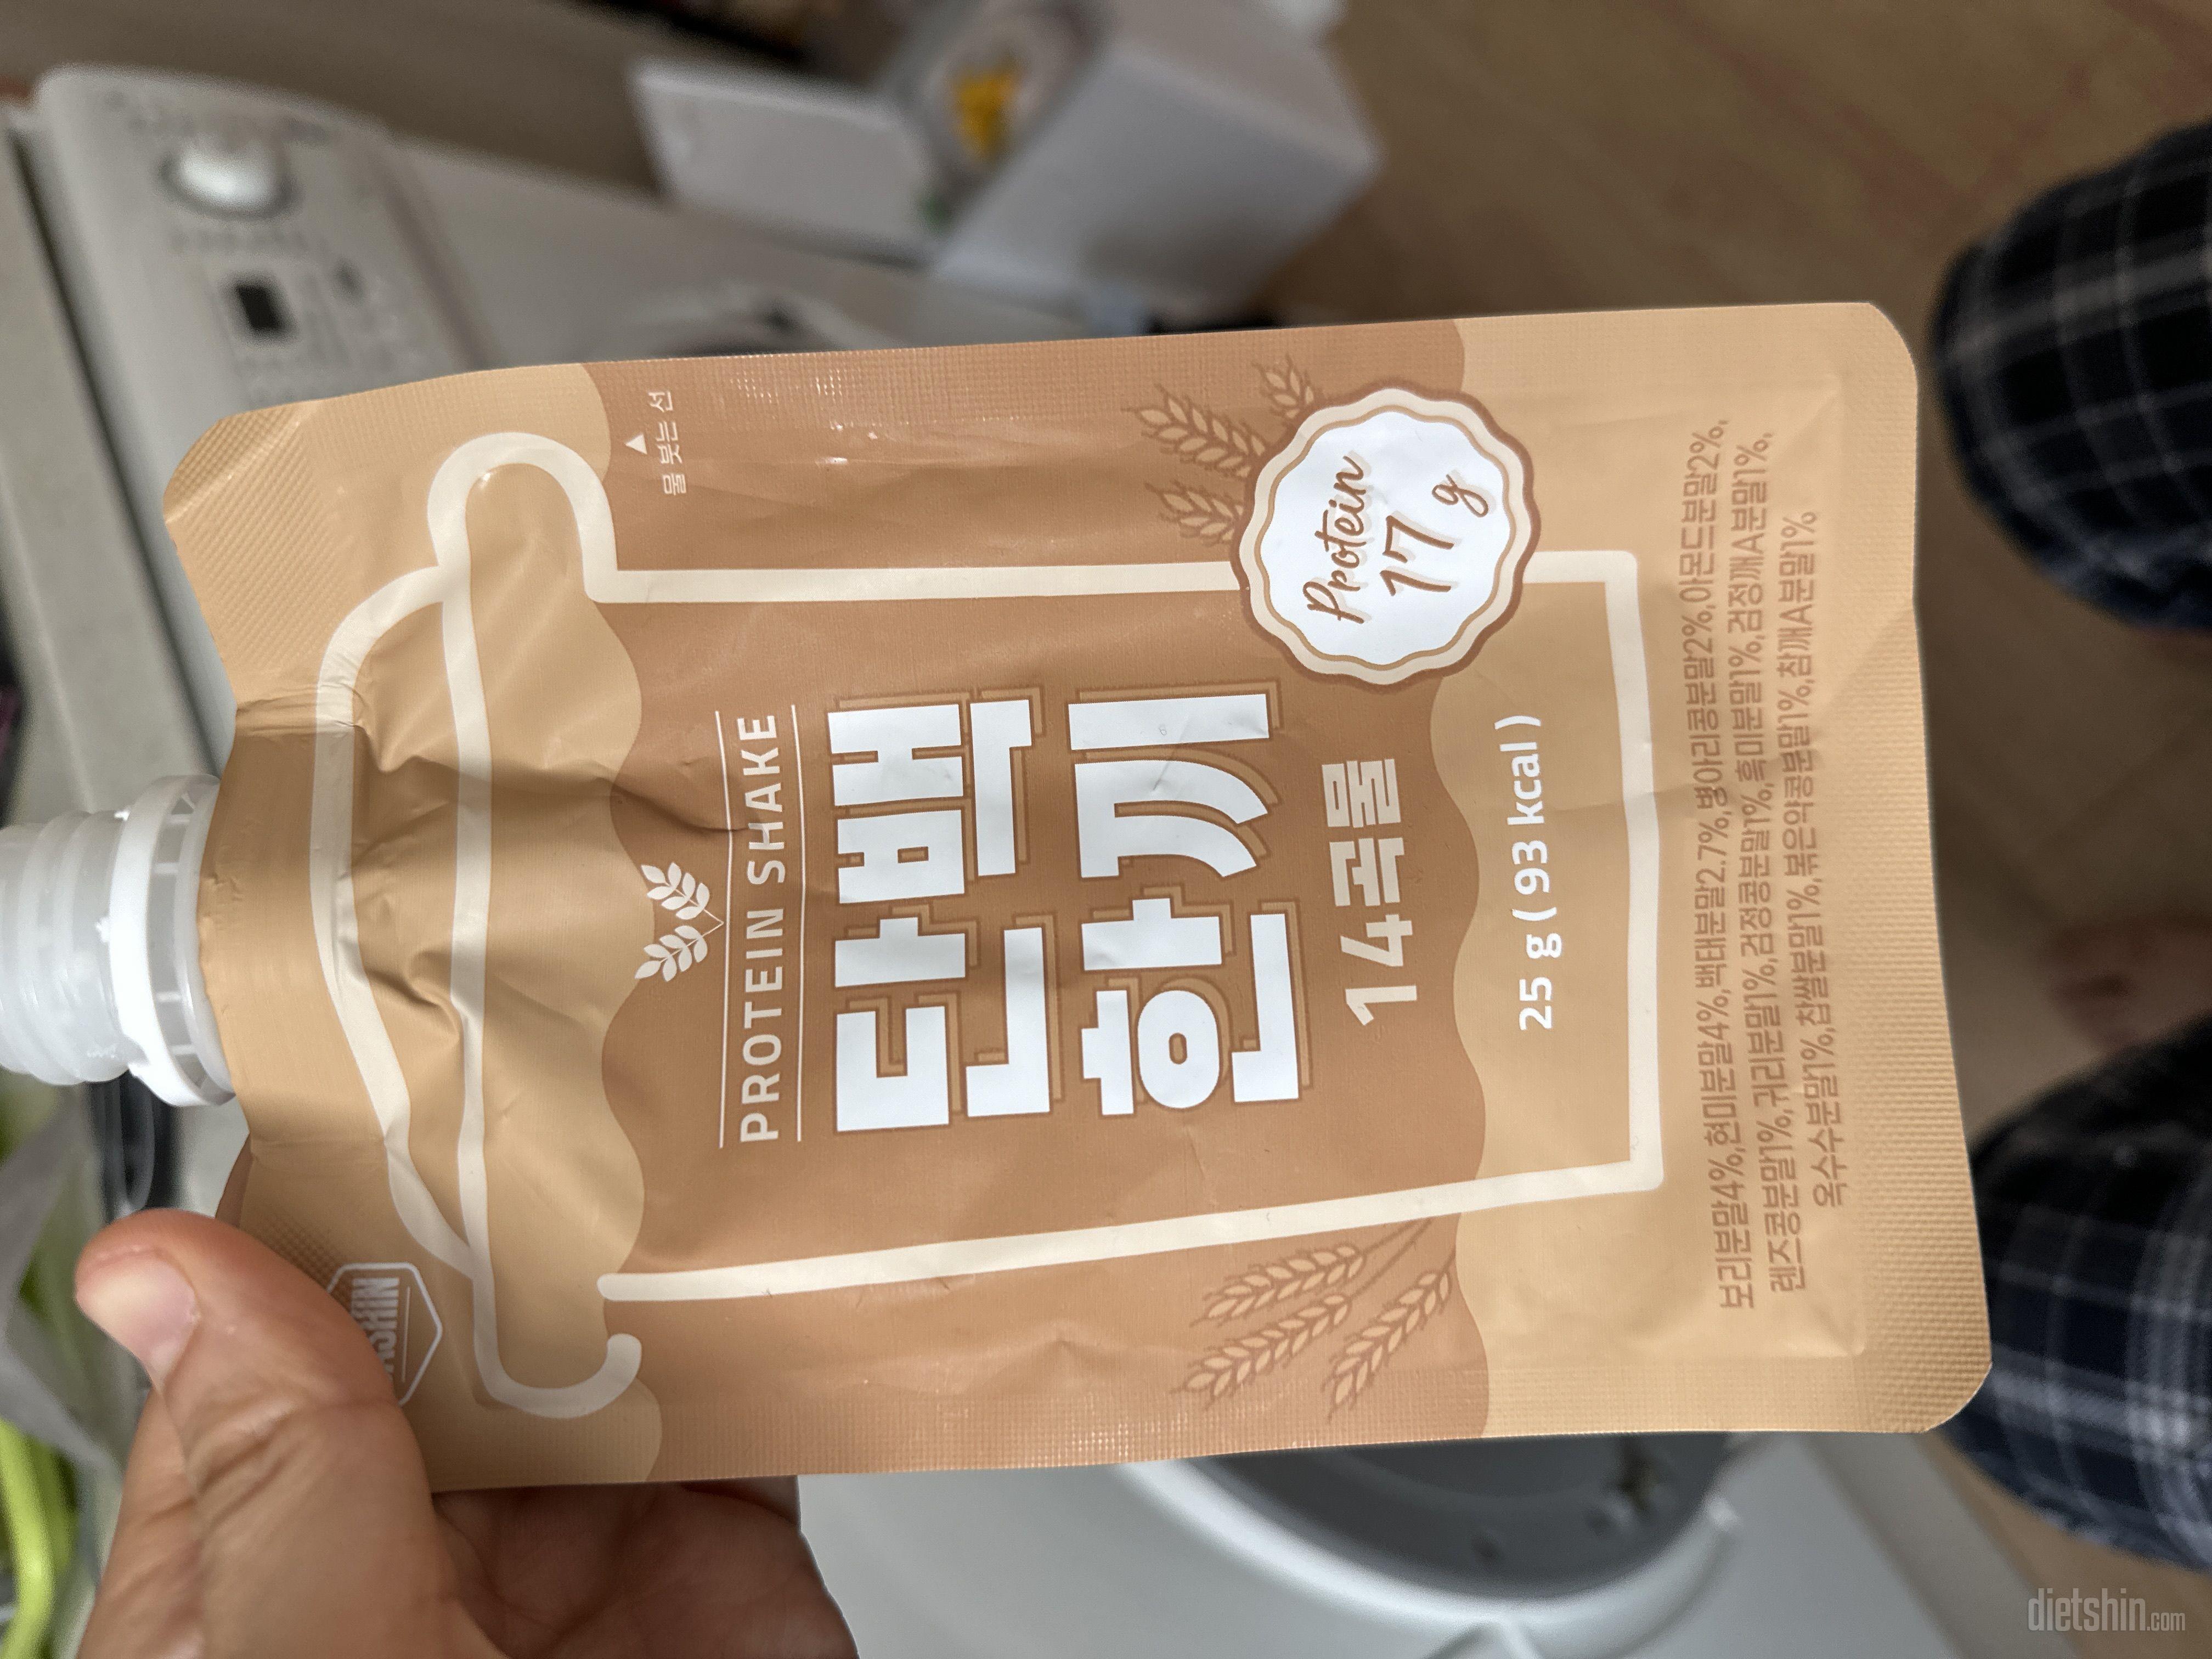 물 붓는 선
PROTEIN SHAKE
단백
한끼
14곡물
Protein
17 g
25 g ( 93 kcal )
보리분말4%,현미분말4%,백태분말2.7%,병아리콩분말2%,아몬드분말2%,
렌즈콩분말1%,귀리분말1%,검정콩분말1%,흑미분말1%,검정깨A분말1%,
옥수수분말1%,찹쌀분말1%,볶은약콩분말1%,참깨A분말1%
dietshin.com